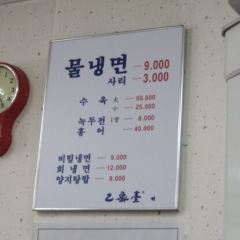 물냉면 9.000
사리 3.000
수육 大 50.000
小 25.000
녹두전 1장 8.000
홍어 40.000
비빔냉면 9.000
회냉면 12.000
양지탕밥 8.000